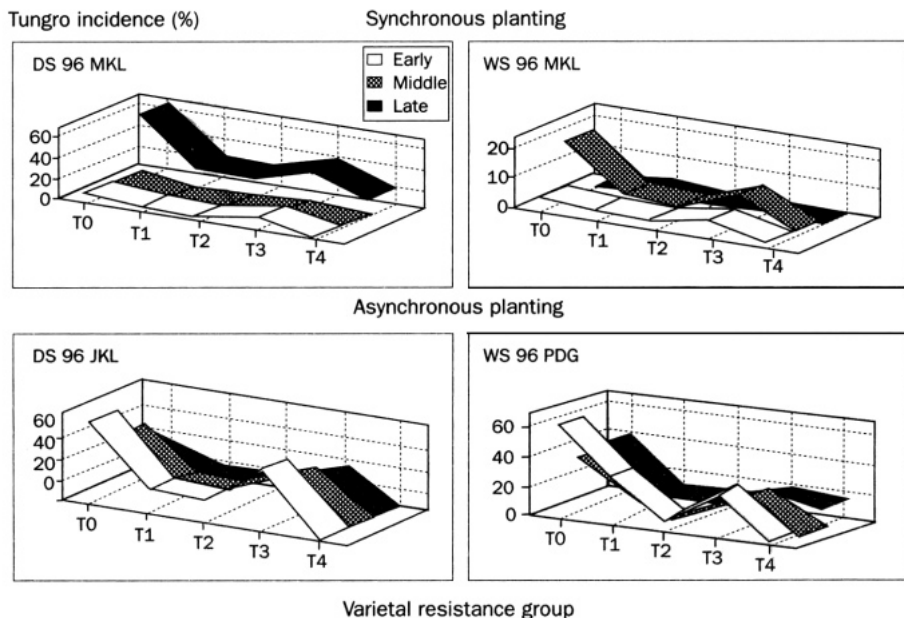 Tungro incidence (%)
Synchronous planting
DS 96 MKL
Early
Middle
Late
60
40
20
0
T0
T1
T2
T3
T4
WS 96 MKL
20
10
0
T0
T1
T2
T3
T4
Asynchronous planting
DS 96 JKL
60
40
20
0
T0
T1
T2
T3
T4
WS 96 PDG
60
40
20
0
T0
T1
T2
T3
T4
Varietal resistance group